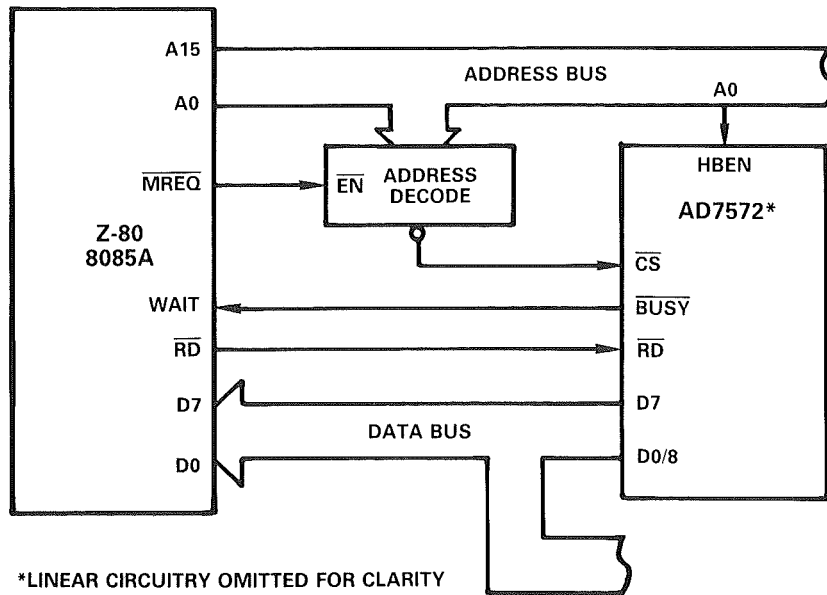 A15
ADDRESS BUS
A0
A0
HBEN
MREQ
EN
ADDRESS
DECODE
AD7572*
Z-80
8085A
CS
WAIT
BUSY
RD
RD
D7
D7
DATA BUS
D0
D0/8
*LINEAR CIRCUITRY OMITTED FOR CLARITY